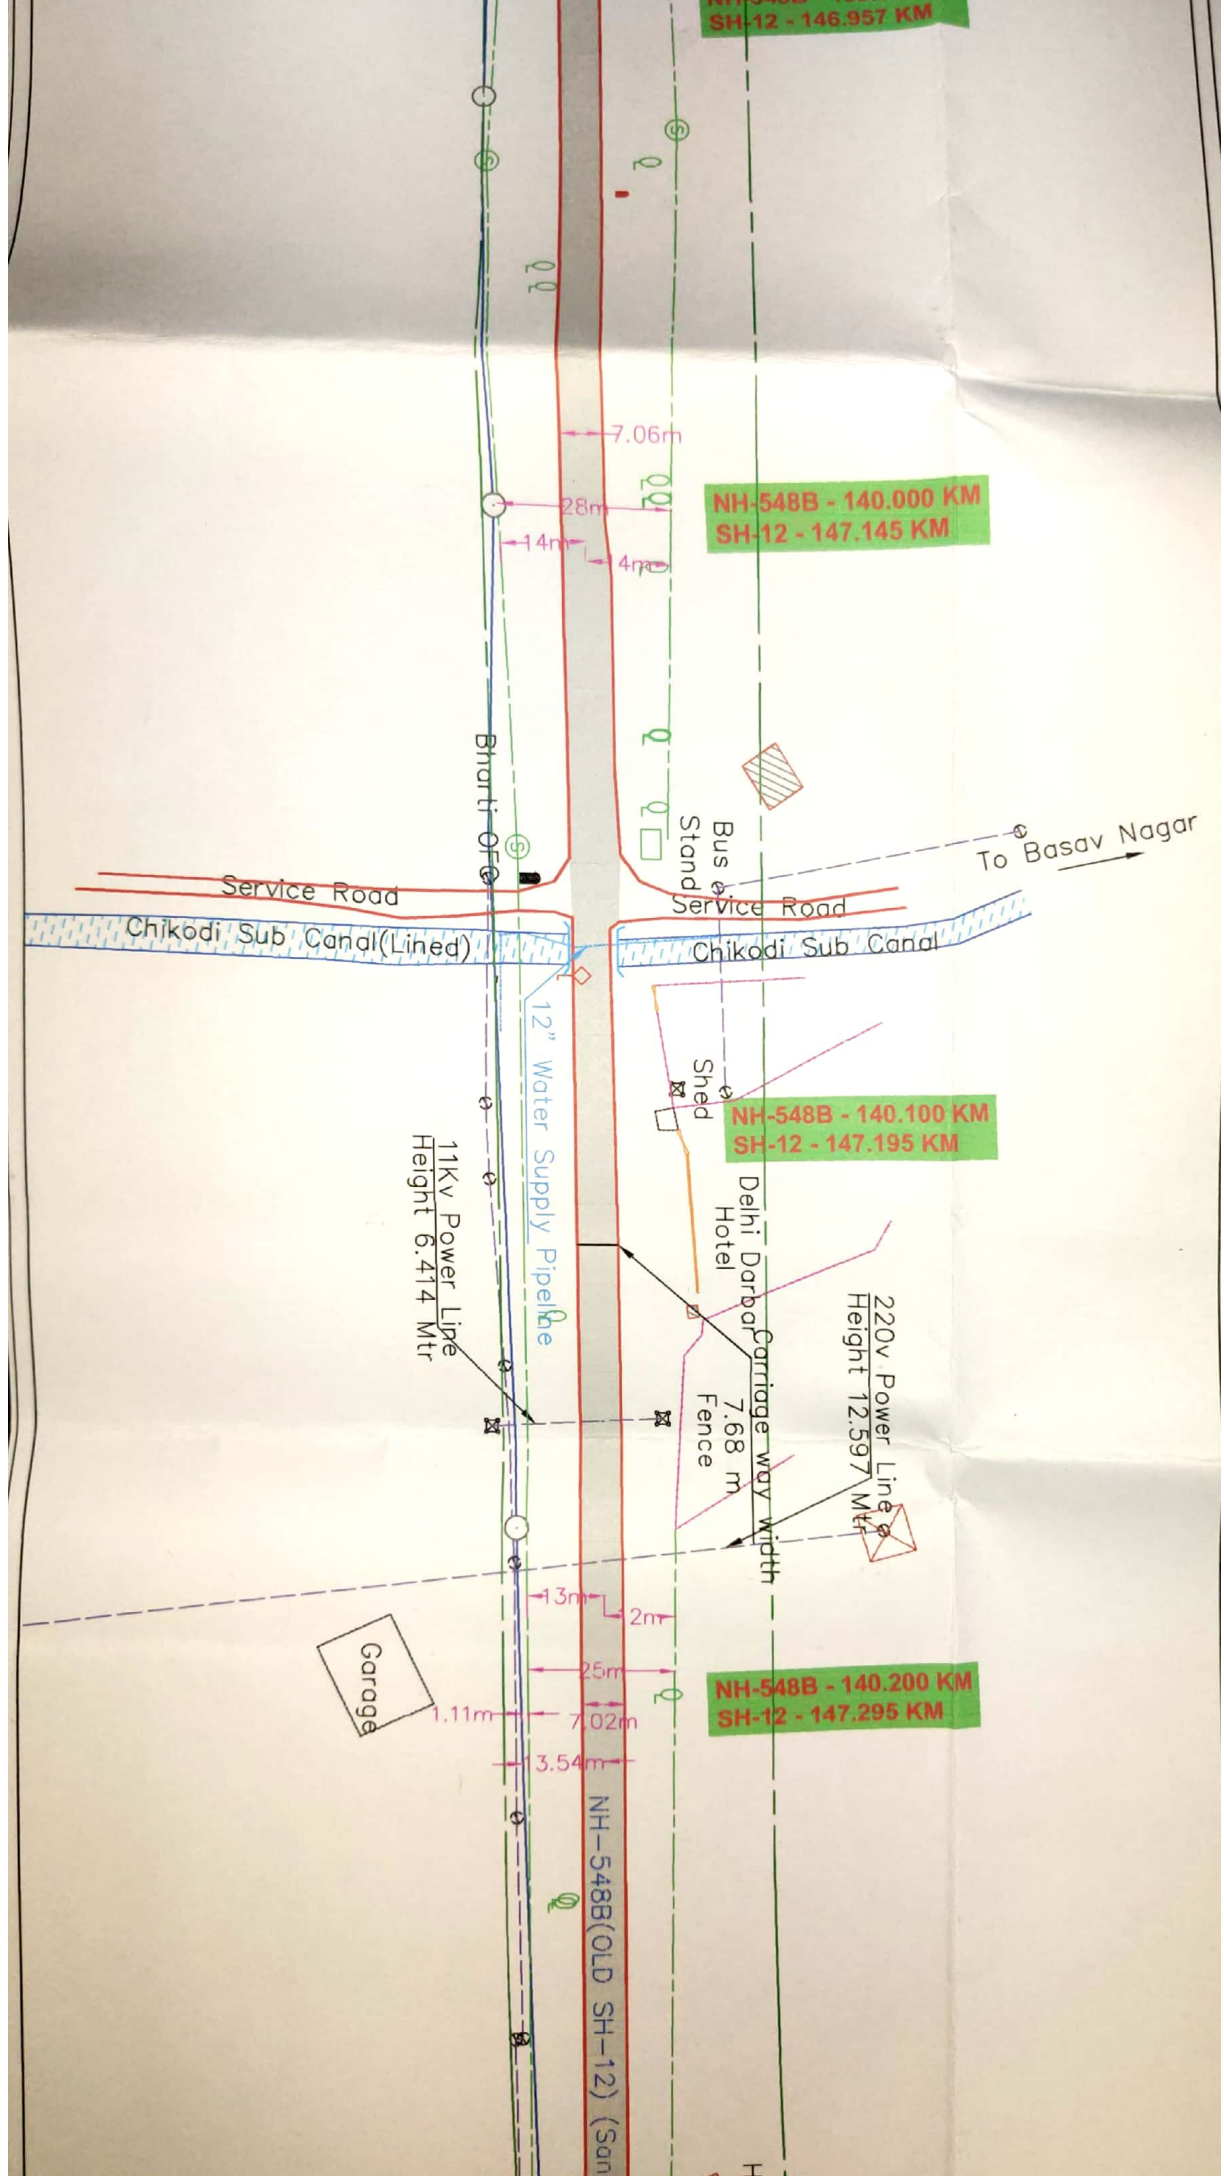 SH-12 - 146.957 KM
7.06m
28m
14m
14m
NH-548B - 140.000 KM
SH-12 - 147.145 KM
Bharti OFC
Bus
Stand
To Basav Nagar
Service Road
Service Road
Chikodi Sub Canal(Lined)
Chikodi Sub Canal
12" Water Supply Pipeline
Shed
NH-548B - 140.100 KM
SH-12 - 147.195 KM
11Kv Power Line
Height 6.414 Mtr
Delhi Darbar
Hotel
Carriage way width
7.68 m
Fence
220v Power Line
Height 12.597 Mtr
13m
12m
Garage
25m
NH-548B - 140.200 KM
SH-12 - 147.295 KM
1.11m
7.02m
13.54m
NH-548B(OLD SH-12) (San